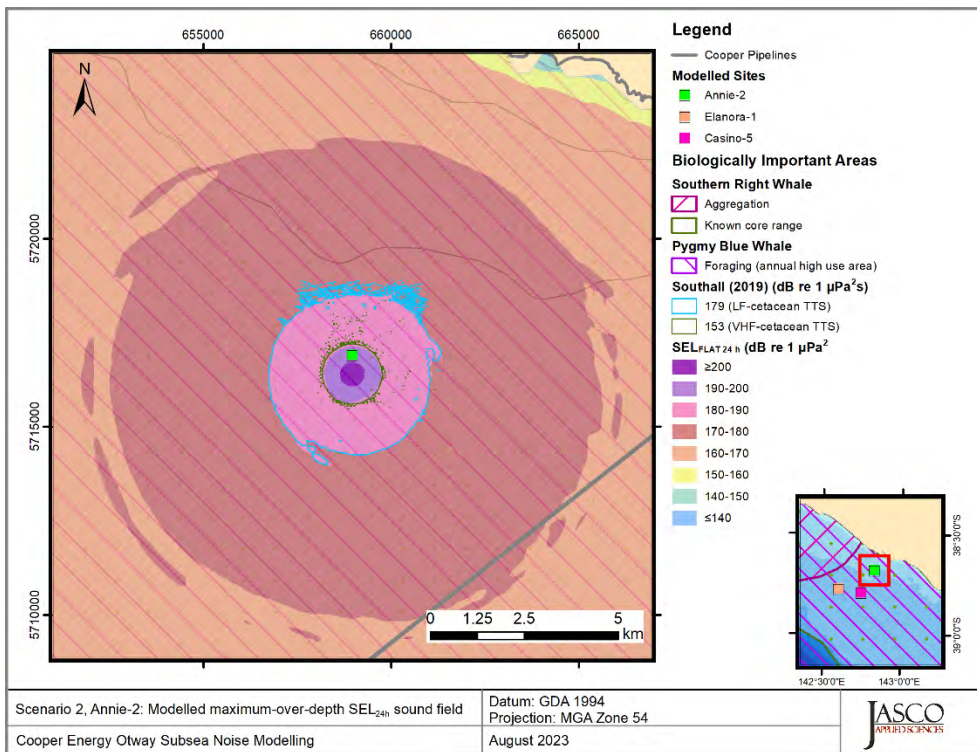 655000
660000
665000
N
5720000
5715000
5710000
0 1.25 2.5 5
km
Legend
Cooper Pipelines
Modelled Sites
Annie-2
Elanora-1
Casino-5
Biologically Important Areas
Southern Right Whale
Aggregation
Known core range
Pygmy Blue Whale
Foraging (annual high use area)
Southall (2019) (dB re 1 µPa²s)
179 (LF-cetacean TTS)
153 (VHF-cetacean TTS)
SEL_FLAT 24 h (dB re 1 µPa²
≥200
190-200
180-190
170-180
160-170
150-160
140-150
≤140
38°30'S
39°0'S
142°30'0"E 143°0'0"E
Scenario 2, Annie-2: Modelled maximum-over-depth SEL24h sound field
Cooper Energy Otway Subsea Noise Modelling
Datum: GDA 1994
Projection: MGA Zone 54
August 2023
JASCO
APPLIED SCIENCES